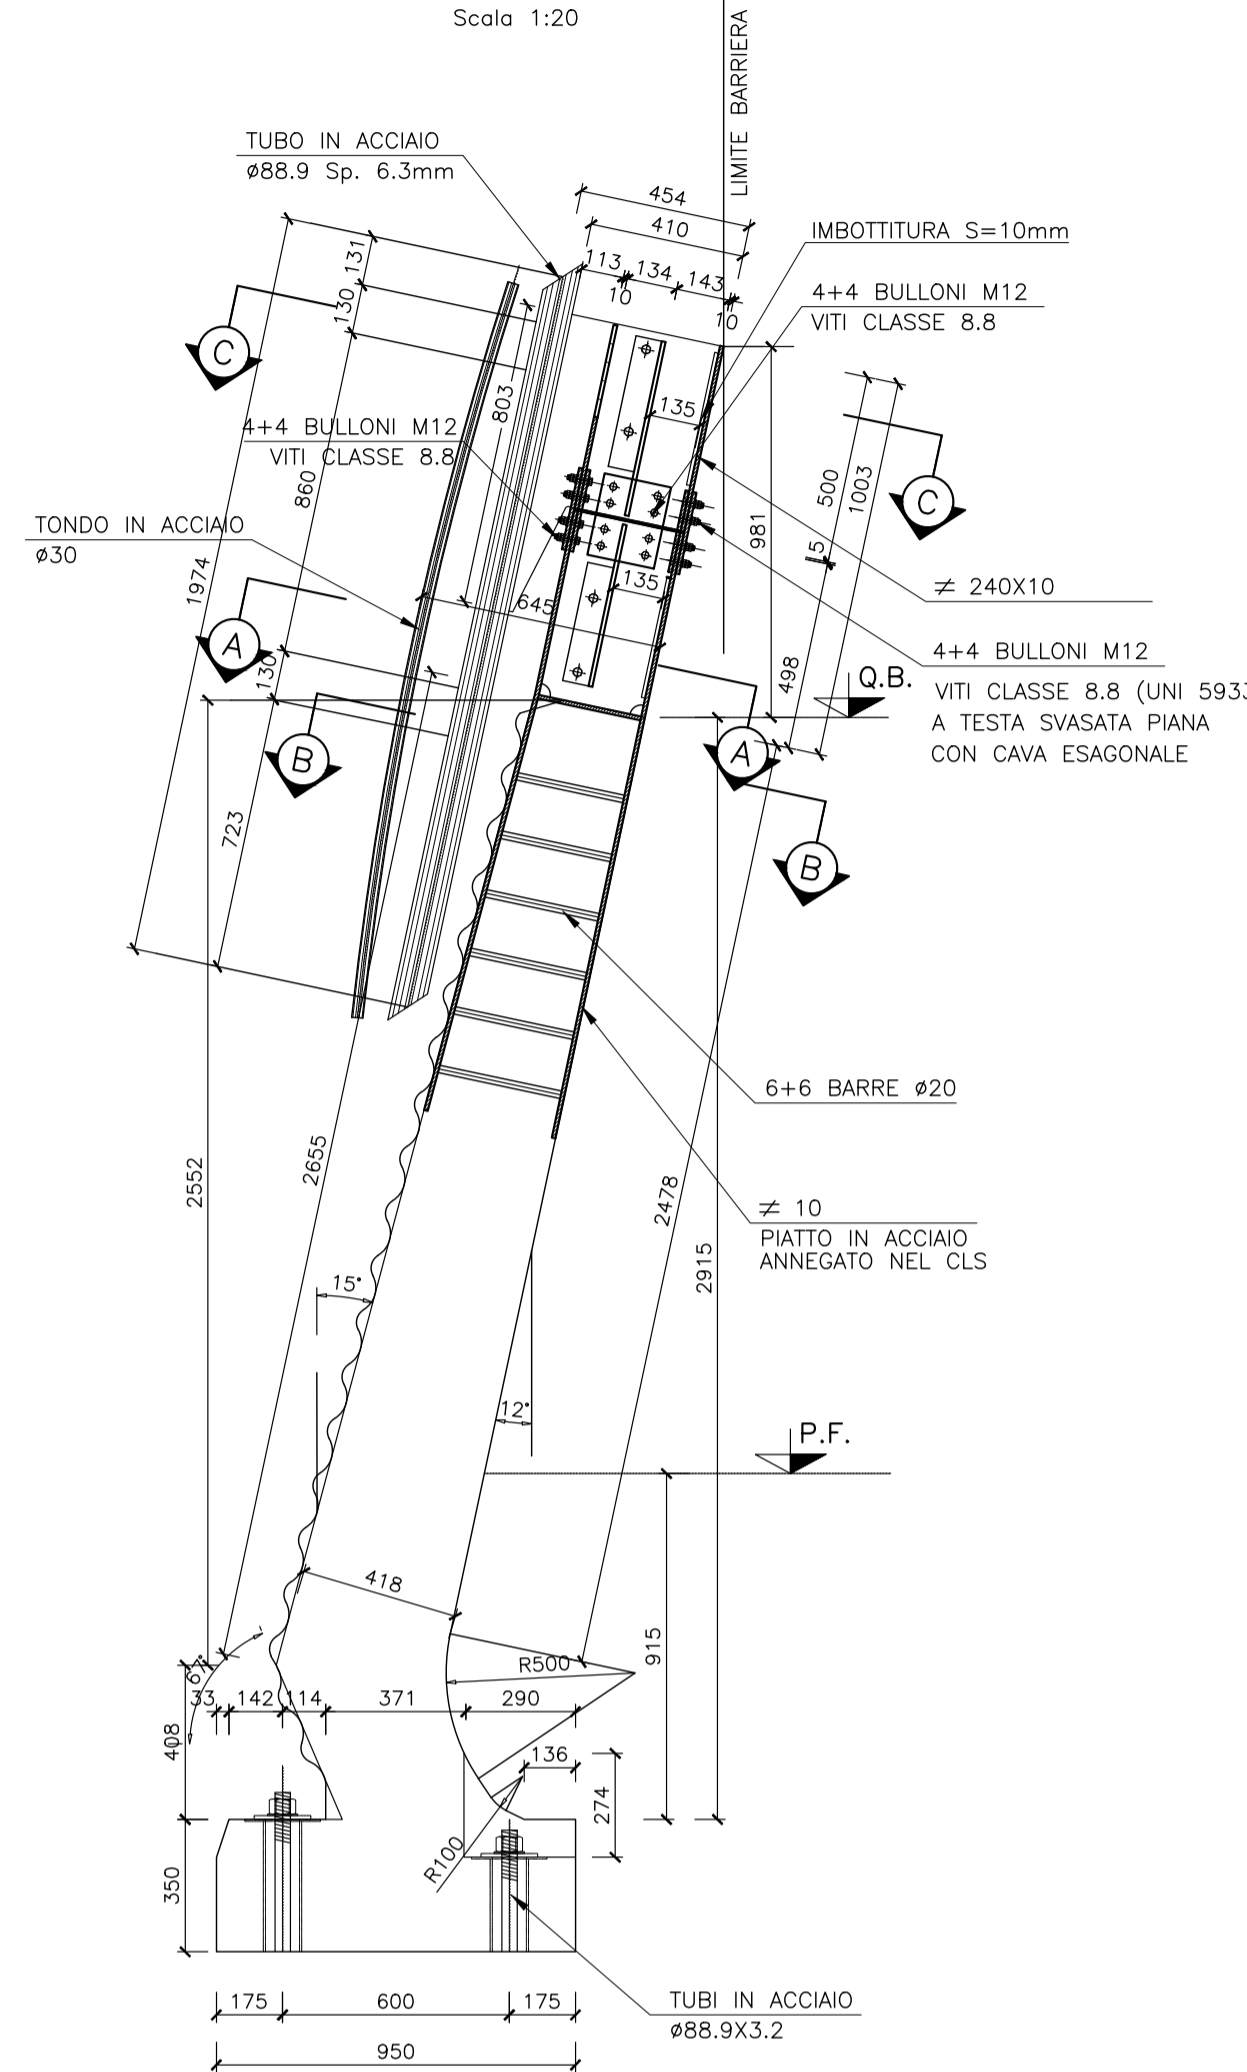 Scala 1:20
LIMITE BARRIERA
TUBO IN ACCIAIO
ø88.9 Sp. 6.3mm
454
410
IMBOTTITURA S=10mm
113
134
143
10
10
4+4 BULLONI M12
VITI CLASSE 8.8
131
130
C
803
135
4+4 BULLONI M12
VITI CLASSE 8.8
860
500
1003
C
TONDO IN ACCIAIO
ø30
981
5
1974
135
≠ 240X10
645
A
4+4 BULLONI M12
VITI CLASSE 8.8 (UNI 593
A TESTA SVASATA PIANA
CON CAVA ESAGONALE
130
498
Q.B.
B
A
723
B
6+6 BARRE ø20
2552
2655
2478
≠ 10
PIATTO IN ACCIAIO
ANNEGATO NEL CLS
2915
15°
12°
P.F.
418
915
67°
R500
33
142
114
371
290
408
136
274
R100
350
175
600
175
TUBI IN ACCIAIO
ø88.9X3.2
950